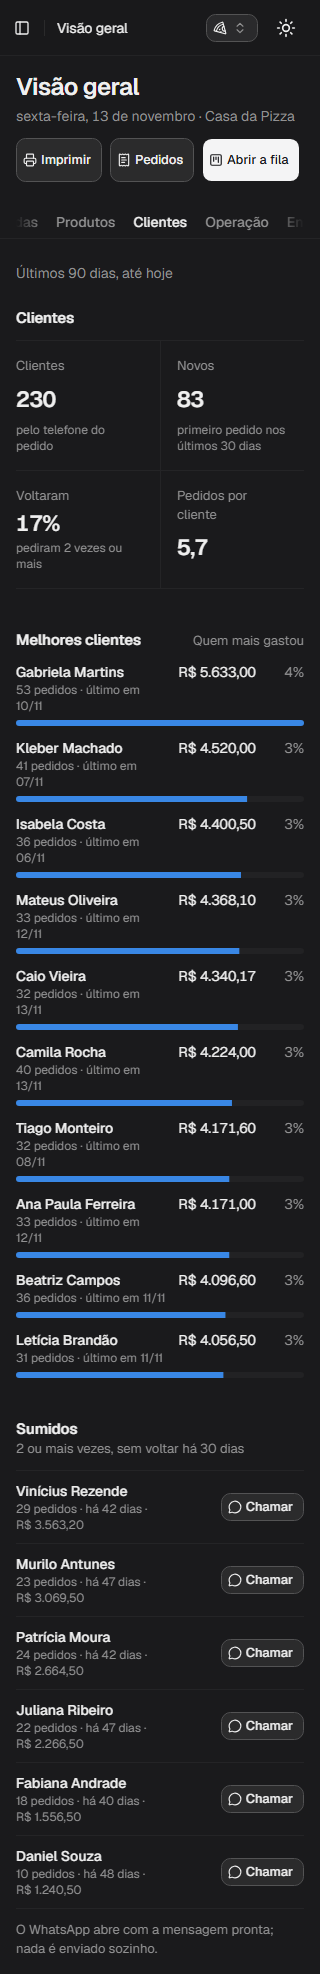 Visão geral
Visão geral
sexta-feira, 13 de novembro · Casa da Pizza
Imprimir
Pedidos
Abrir a fila
das Produtos Clientes Operação En
Últimos 90 dias, até hoje
Clientes
Clientes
230
pelo telefone do
pedido
Novos
83
primeiro pedido nos
últimos 30 dias
Voltaram
17%
pediram 2 vezes ou
mais
Pedidos por
cliente
5,7
Melhores clientes Quem mais gastou
Gabriela Martins R$ 5.633,00 4%
53 pedidos · último em
10/11
Kleber Machado R$ 4.520,00 3%
41 pedidos · último em
07/11
Isabela Costa R$ 4.400,50 3%
36 pedidos · último em
06/11
Mateus Oliveira R$ 4.368,10 3%
33 pedidos · último em
12/11
Caio Vieira R$ 4.340,17 3%
32 pedidos · último em
13/11
Camila Rocha R$ 4.224,00 3%
40 pedidos · último em
13/11
Tiago Monteiro R$ 4.171,60 3%
32 pedidos · último em
08/11
Ana Paula Ferreira R$ 4.171,00 3%
33 pedidos · último em
12/11
Beatriz Campos R$ 4.096,60 3%
36 pedidos · último em 11/11
Letícia Brandão R$ 4.056,50 3%
31 pedidos · último em 11/11
Sumidos
2 ou mais vezes, sem voltar há 30 dias
Vinícius Rezende
29 pedidos · há 42 dias ·
R$ 3.563,20
Chamar
Murilo Antunes
23 pedidos · há 47 dias ·
R$ 3.069,50
Chamar
Patrícia Moura
24 pedidos · há 42 dias ·
R$ 2.664,50
Chamar
Juliana Ribeiro
22 pedidos · há 47 dias ·
R$ 2.266,50
Chamar
Fabiana Andrade
18 pedidos · há 40 dias ·
R$ 1.556,50
Chamar
Daniel Souza
10 pedidos · há 48 dias ·
R$ 1.240,50
Chamar
O WhatsApp abre com a mensagem pronta;
nada é enviado sozinho.